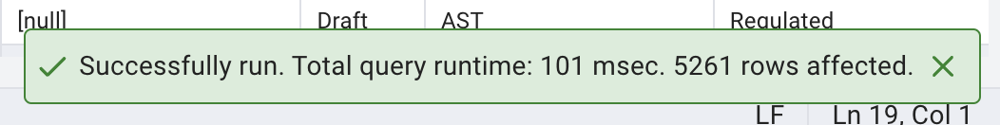 [null] Draft AST Regulated
Successfully run. Total query runtime: 101 msec. 5261 rows affected.
LF Ln 19, Col 1